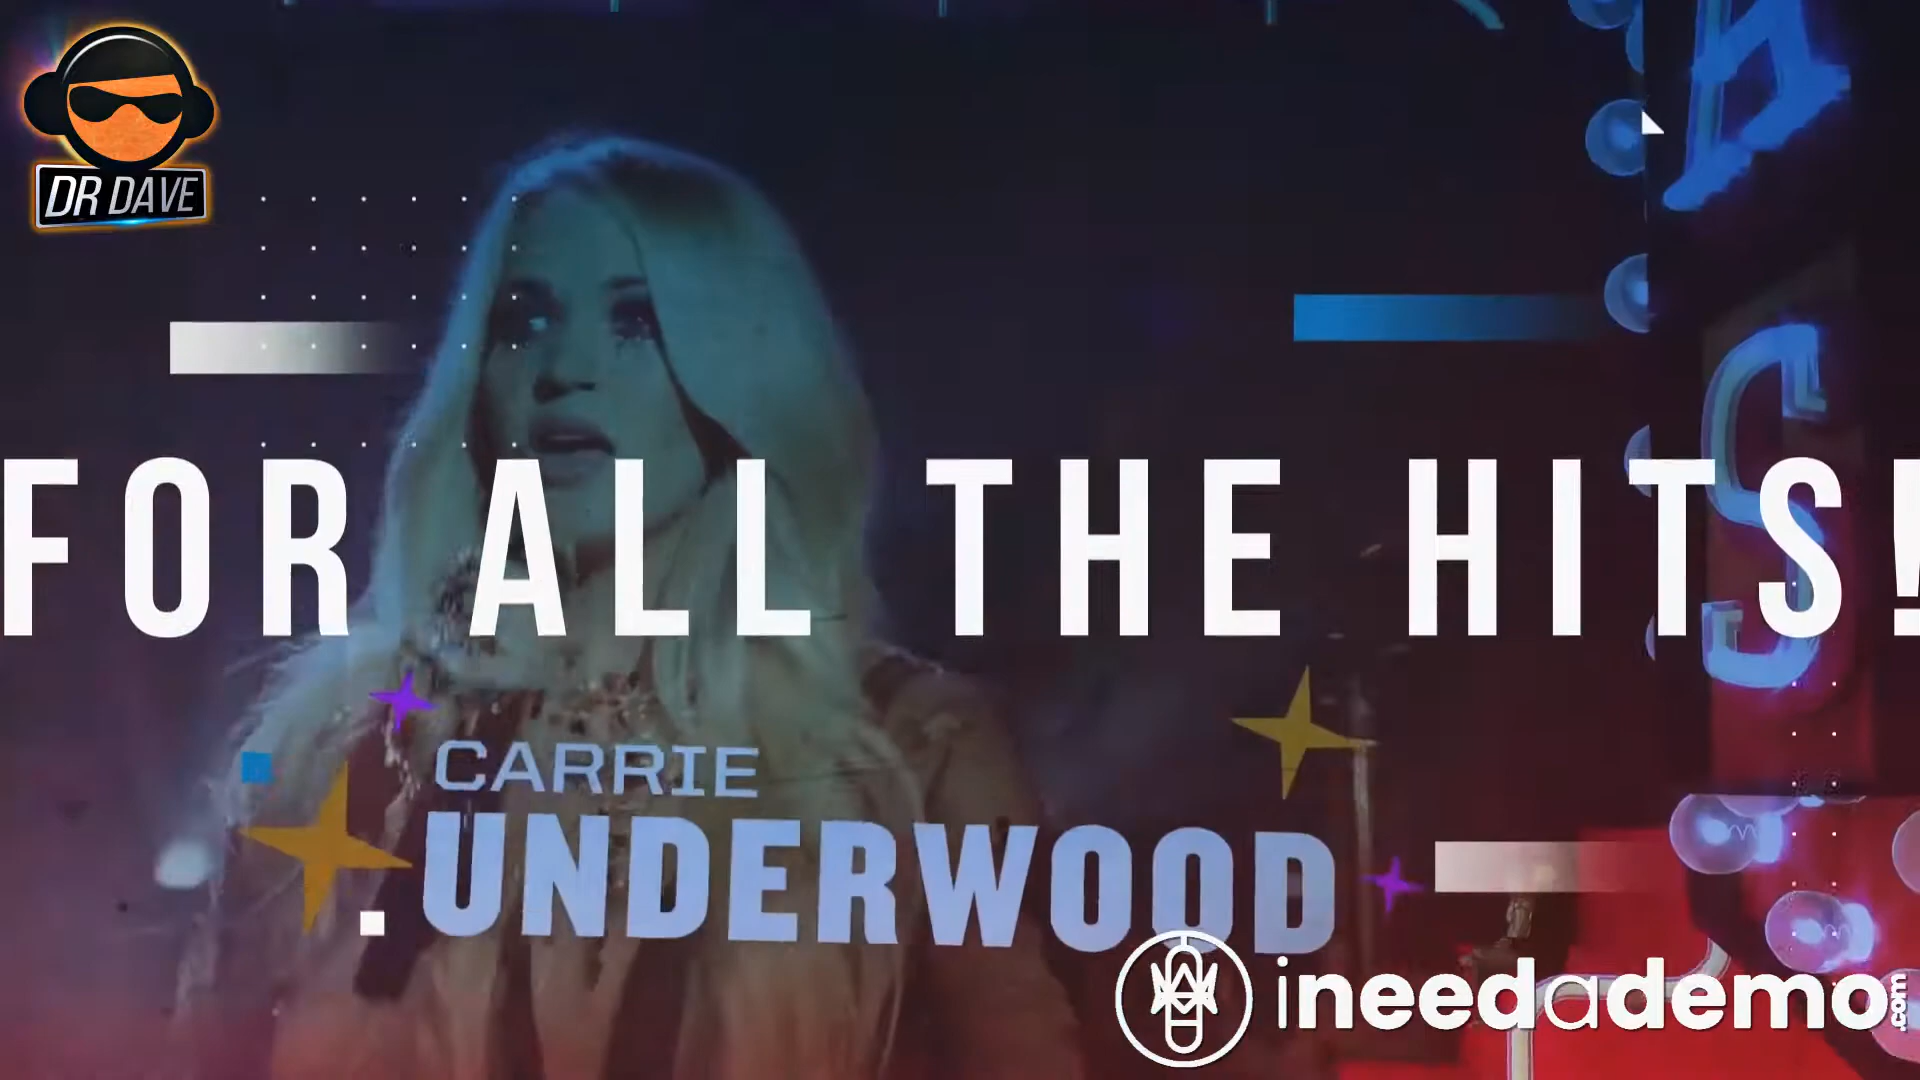 DR DAVE
FOR ALL THE HITS!
CARRIE
UNDERWOOD
ineedademo.com